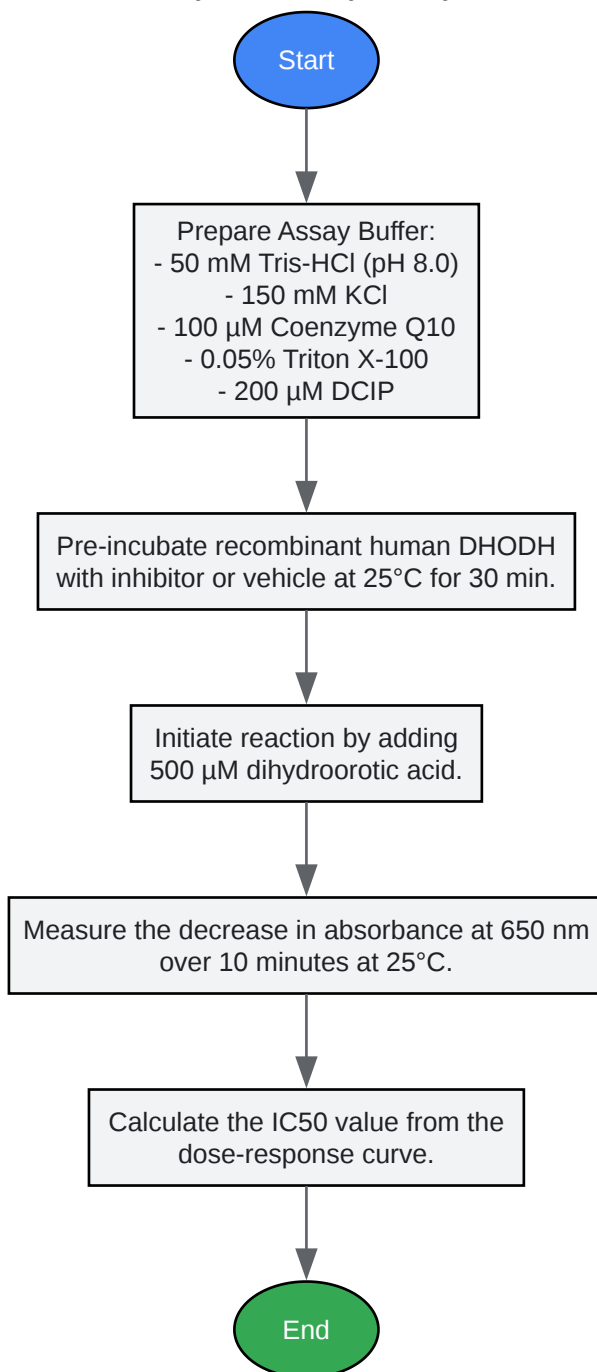 Start
Prepare Assay Buffer:
- 50 mM Tris-HCl (pH 8.0)
- 150 mM KCl
- 100 µM Coenzyme Q10
- 0.05% Triton X-100
- 200 µM DCIP
Pre-incubate recombinant human DHODH
with inhibitor or vehicle at 25°C for 30 min.
Initiate reaction by adding
500 µM dihydroorotic acid.
Measure the decrease in absorbance at 650 nm
over 10 minutes at 25°C.
Calculate the IC50 value from the
dose-response curve.
End